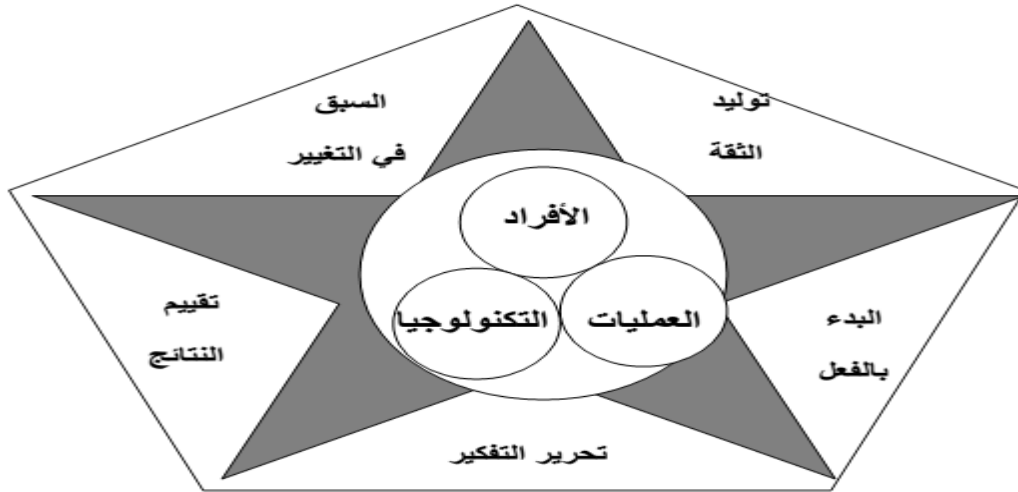 توليد
الثقة
السبق
في التغيير
الأفراد
العمليات
التكنولوجيا
البدء
بالفعل
تقييم
النتائج
تحرير التفكير